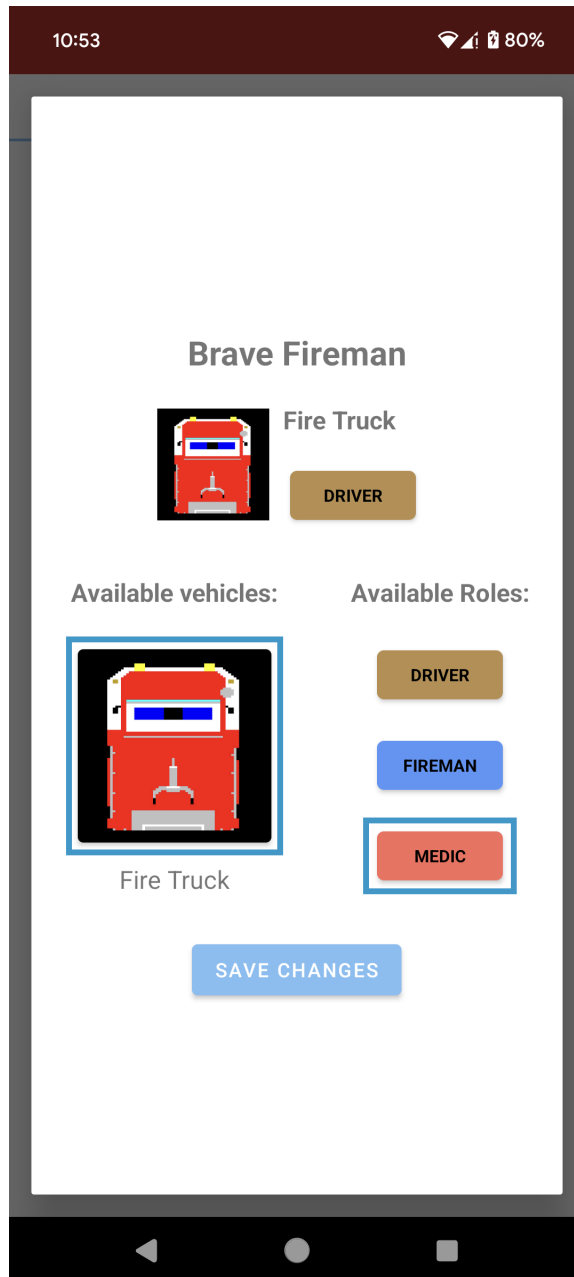 10:53
80%
Brave Fireman
Fire Truck
DRIVER
Available vehicles:
Available Roles:
DRIVER
FIREMAN
MEDIC
Fire Truck
SAVE CHANGES